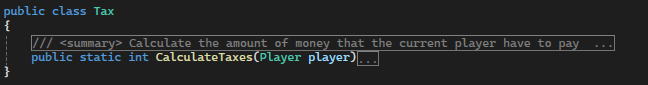 public class Tax
{
/// <summary> Calculate the amount of money that the current player have to pay ...
public static int CalculateTaxes(Player player)...
}